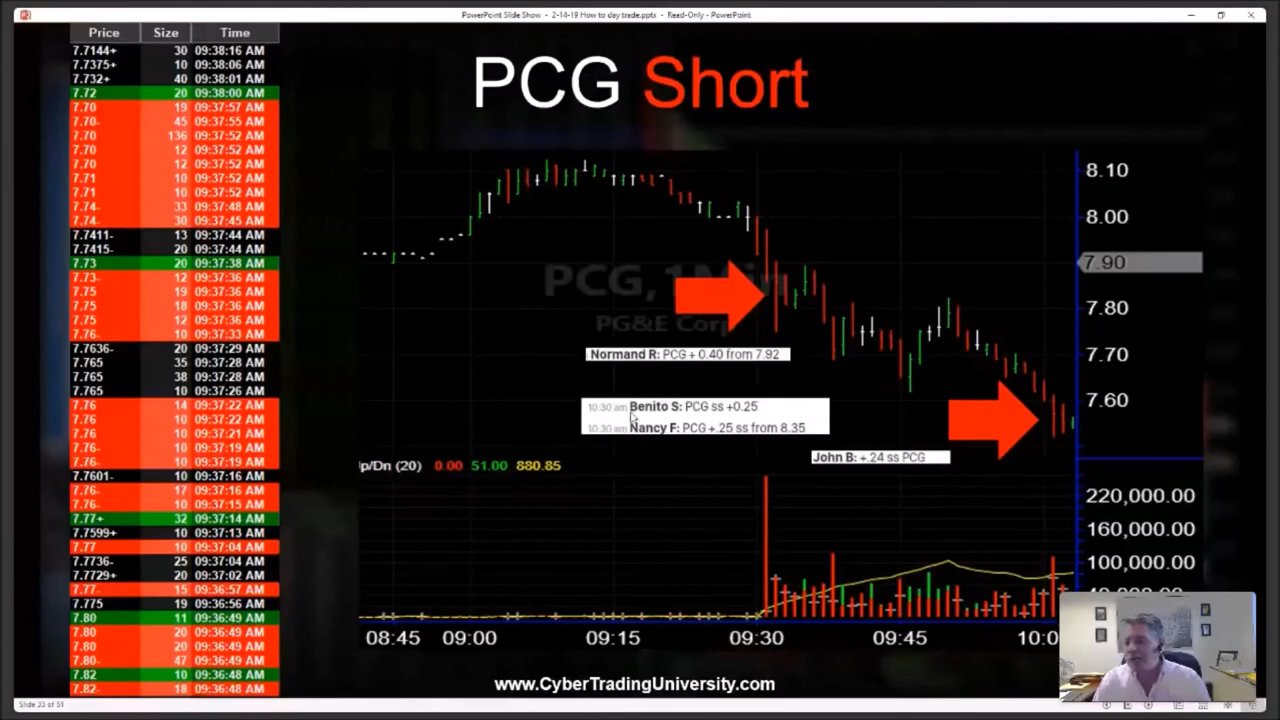 PowerPoint Slide Show - 2-14-19 How to day trade.pptx - Read-Only - PowerPoint
Price Size Time
7.7144+ 30 09:38:16 AM
7.7375+ 10 09:38:06 AM
7.732+ 40 09:38:01 AM
7.72 20 09:38:00 AM
7.70 19 09:37:57 AM
7.70- 45 09:37:55 AM
7.70 136 09:37:52 AM
7.70 12 09:37:52 AM
7.70 12 09:37:52 AM
7.71 10 09:37:52 AM
7.71 10 09:37:52 AM
7.74- 33 09:37:48 AM
7.74- 30 09:37:45 AM
7.7411- 13 09:37:44 AM
7.7415- 20 09:37:44 AM
7.73 20 09:37:38 AM
7.73- 12 09:37:36 AM
7.75 19 09:37:36 AM
7.75 18 09:37:36 AM
7.75 12 09:37:36 AM
7.76- 10 09:37:33 AM
7.7636- 20 09:37:29 AM
7.765 35 09:37:28 AM
7.765 38 09:37:28 AM
7.765 10 09:37:26 AM
7.76 14 09:37:22 AM
7.76 10 09:37:22 AM
7.76 10 09:37:21 AM
7.76 10 09:37:19 AM
7.76- 10 09:37:19 AM
7.7601- 10 09:37:16 AM
7.76- 17 09:37:16 AM
7.76- 10 09:37:15 AM
7.77+ 32 09:37:14 AM
7.7599+ 10 09:37:13 AM
7.77 10 09:37:04 AM
7.7736- 25 09:37:04 AM
7.7729+ 20 09:37:02 AM
7.77- 15 09:36:57 AM
7.775 19 09:36:56 AM
7.80 11 09:36:49 AM
7.80 20 09:36:49 AM
7.80 20 09:36:49 AM
7.80- 47 09:36:49 AM
7.82 10 09:36:48 AM
7.82- 18 09:36:48 AM
PCG Short
PCG, 1Min
PG&E Corp
8.10
8.00
7.90
7.80
7.70
7.60
Normand R: PCG + 0.40 from 7.92
10:30 am Benito S: PCG ss +0.25
10:30 am Nancy F: PCG +.25 ss from 8.35
John B: +.24 ss PCG
p/Dn (20) 0.00 51.00 880.85
220,000.00
160,000.00
100,000.00
08:45 09:00 09:15 09:30 09:45 10:0
www.CyberTradingUniversity.com
Slide 33 of 51